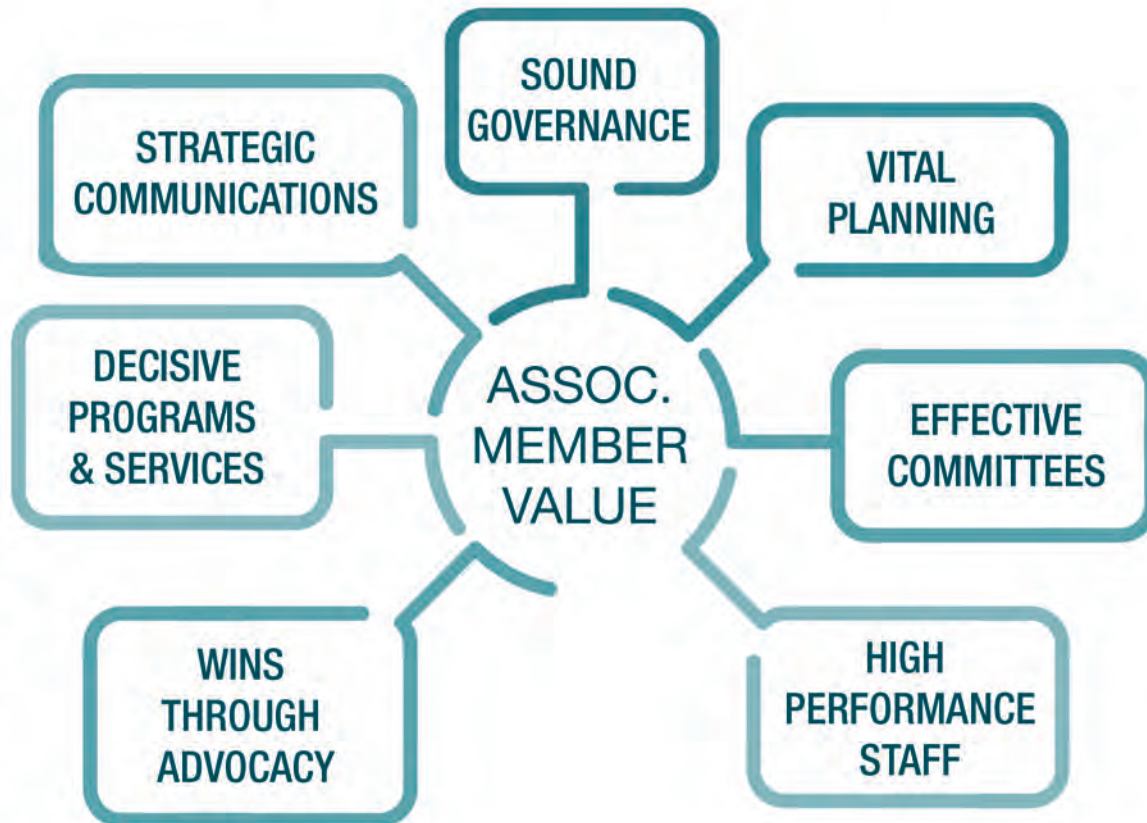 SOUND
GOVERNANCE
VITAL
PLANNING
EFFECTIVE
COMMITTEES
HIGH
PERFORMANCE
STAFF
WINS
THROUGH
ADVOCACY
DECISIVE
PROGRAMS
& SERVICES
STRATEGIC
COMMUNICATIONS
ASSOC.
MEMBER
VALUE